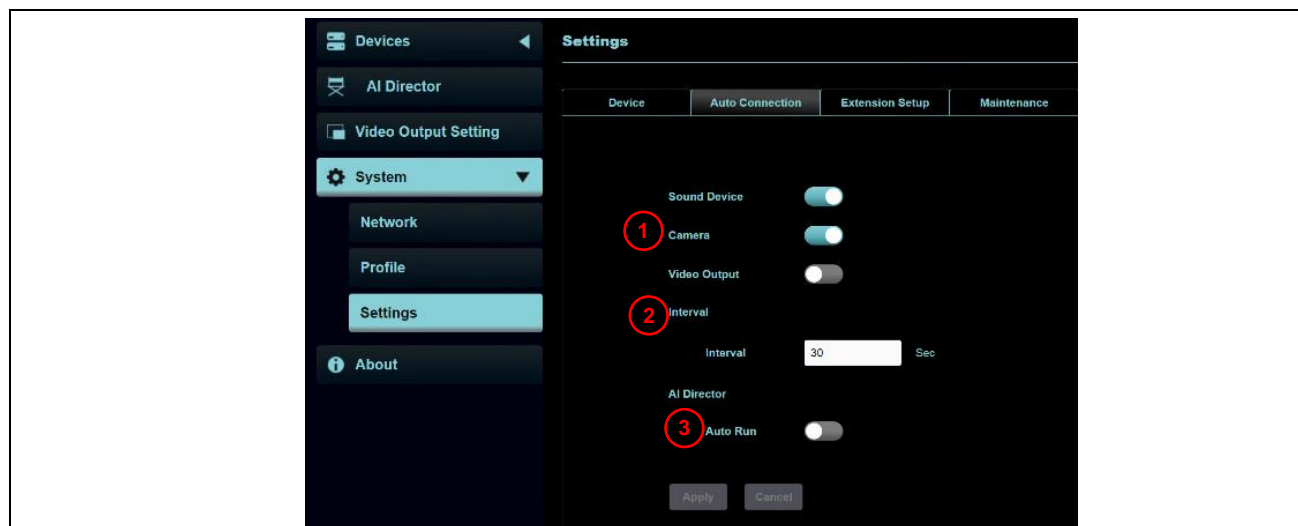 Devices
AI Director
Video Output Setting
System
Network
Profile
Settings
About
Settings
Device Auto Connection Extension Setup Maintenance
Sound Device
1 Camera
Video Output
2 Interval
Interval 30 Sec
AI Director
3 Auto Run
Apply Cancel